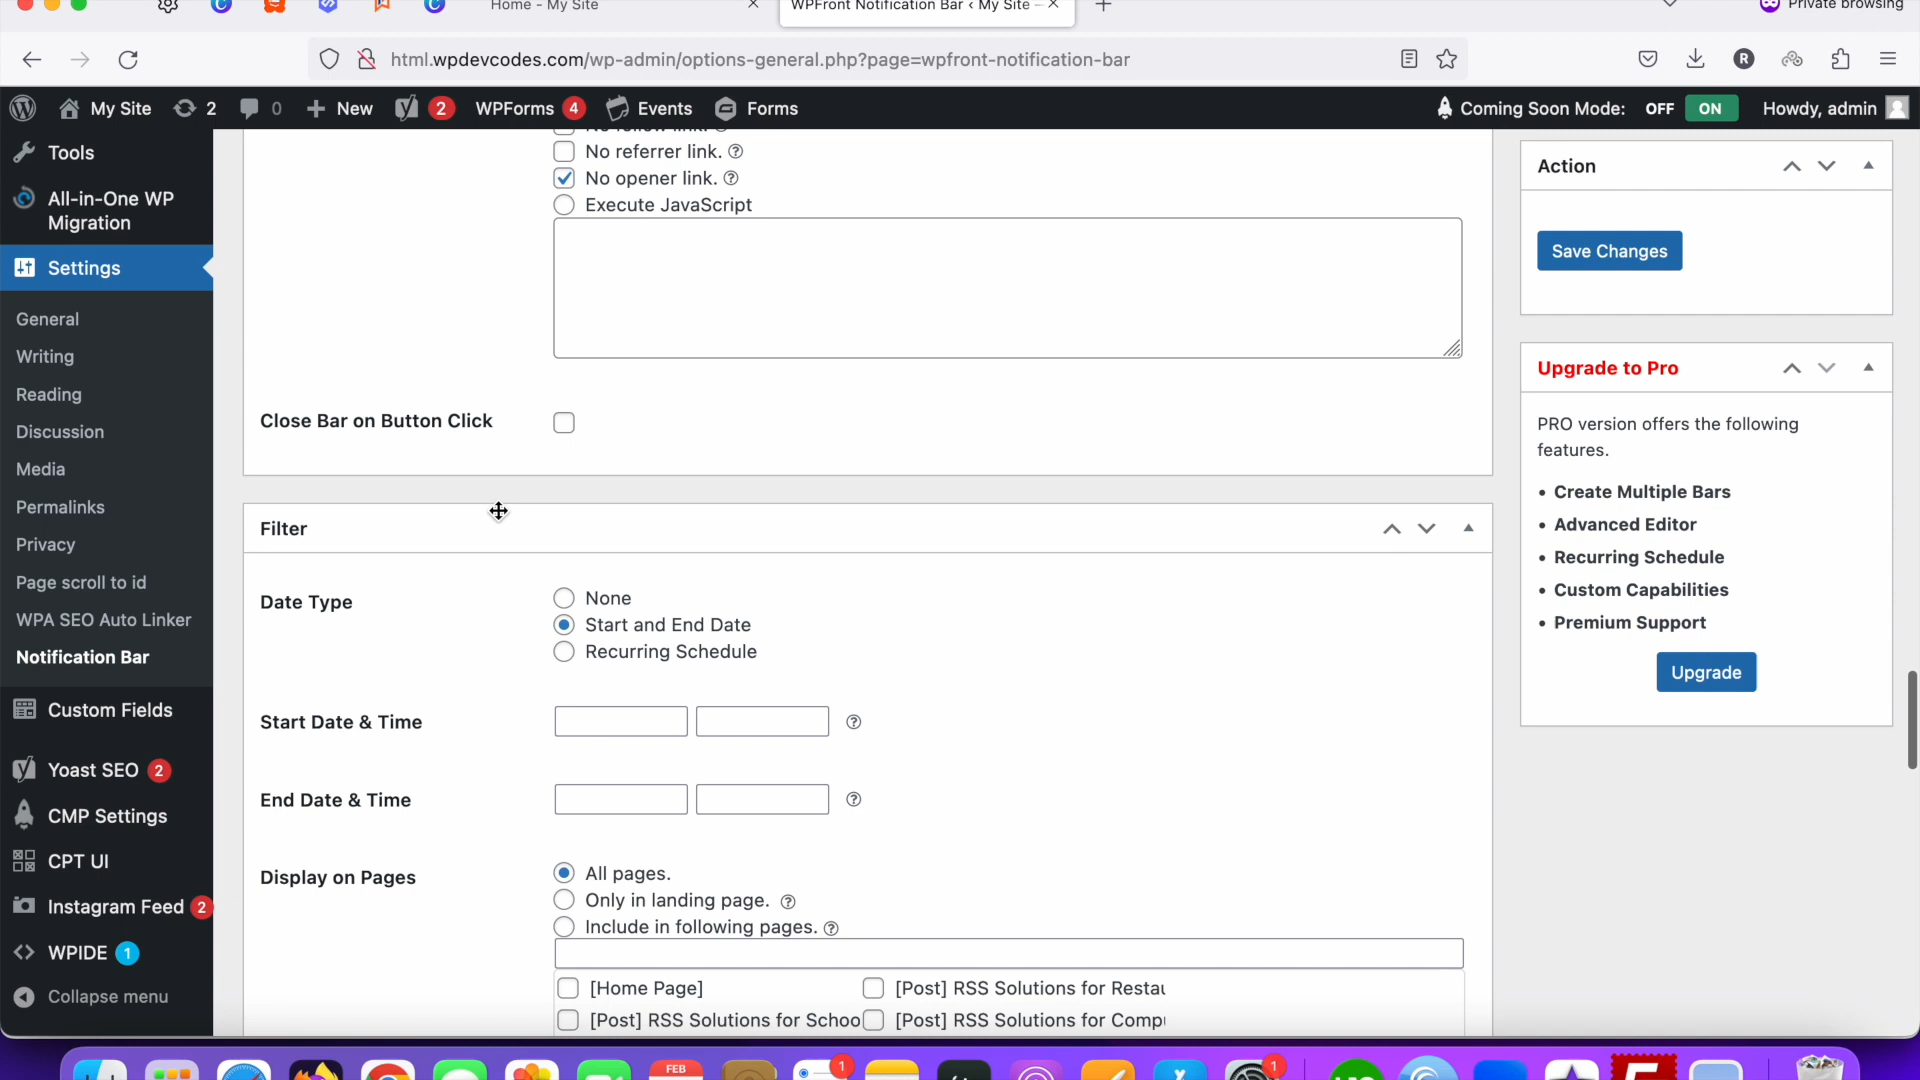 Home - My Site
WPFront Notification Bar ‹ My Site –
Private browsing
html.wpdevcodes.com/wp-admin/options-general.php?page=wpfront-notification-bar
R
My Site
2
0
New
2
WPForms 4
Events
Forms
Coming Soon Mode: OFF ON
Howdy, admin
Tools
All-in-One WP
Migration
Settings
General
Writing
Reading
Discussion
Media
Permalinks
Privacy
Page scroll to id
WPA SEO Auto Linker
Notification Bar
Custom Fields
Yoast SEO 2
CMP Settings
CPT UI
Instagram Feed 2
WPIDE 1
Collapse menu
No follow link.
No referrer link.
No opener link.
Execute JavaScript
Close Bar on Button Click
Filter
Date Type
None
Start and End Date
Recurring Schedule
Start Date & Time
End Date & Time
Display on Pages
All pages.
Only in landing page.
Include in following pages.
[Home Page]
[Post] RSS Solutions for Restau
[Post] RSS Solutions for Schoo
[Post] RSS Solutions for Comp
Action
Save Changes
Upgrade to Pro
PRO version offers the following
features.
• Create Multiple Bars
• Advanced Editor
• Recurring Schedule
• Custom Capabilities
• Premium Support
Upgrade
FEB
1
1